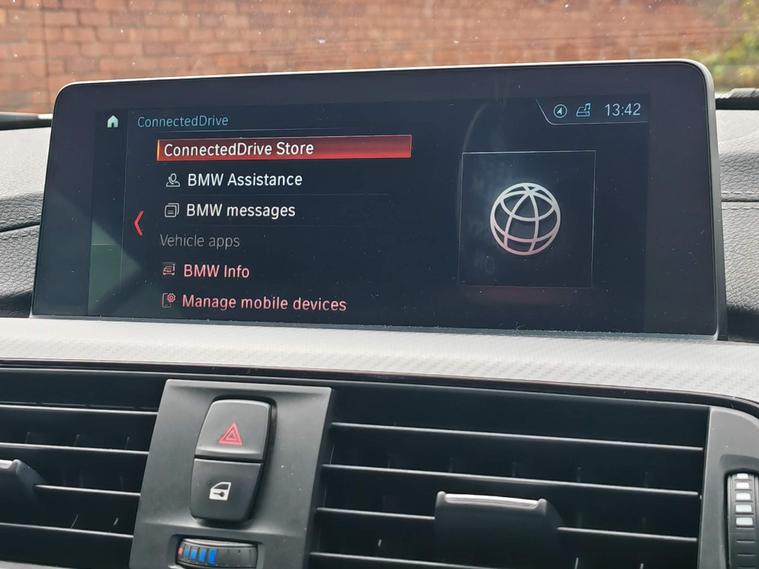 ConnectedDrive
13:42
ConnectedDrive Store
BMW Assistance
BMW messages
Vehicle apps
BMW Info
Manage mobile devices